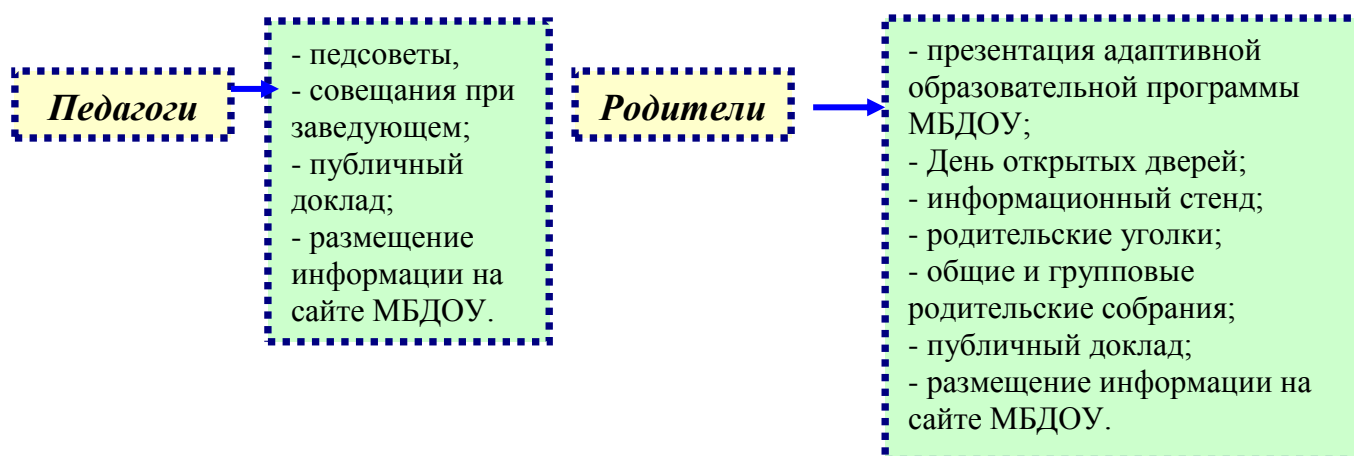 Педагоги
- педсоветы,
- совещания при
заведующем;
- публичный
доклад;
- размещение
информации на
сайте МБДОУ.
Родители
- презентация адаптивной
образовательной программы
МБДОУ;
- День открытых дверей;
- информационный стенд;
- родительские уголки;
- общие и групповые
родительские собрания;
- публичный доклад;
- размещение информации на
сайте МБДОУ.